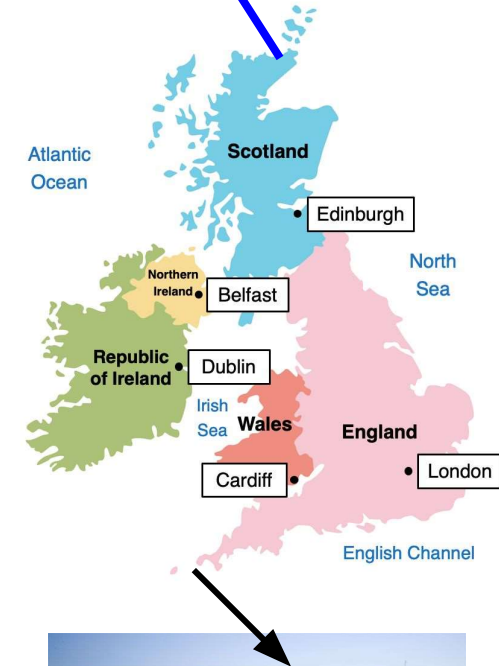 Scotland
Atlantic
Ocean
Edinburgh
North
Sea
Northern
Ireland
Belfast
Republic
of Ireland
Dublin
Irish
Sea
Wales
England
Cardiff
London
English Channel